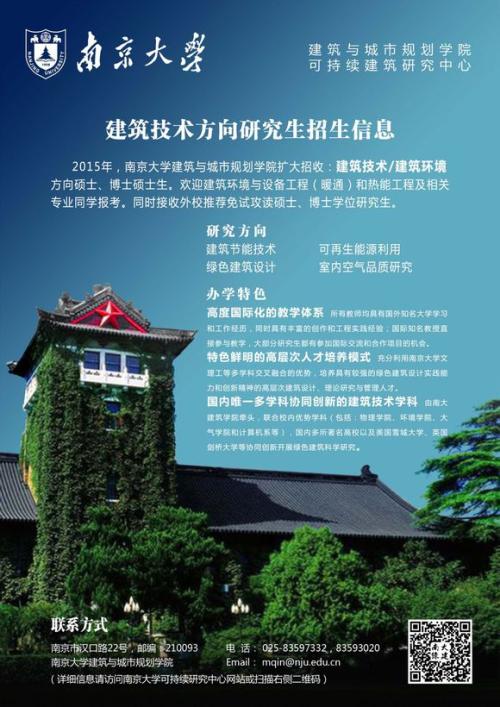 南京大学
NANJING UNIVERSITY
建筑与城市规划学院
可持续建筑研究中心
建筑技术方向研究生招生信息
2015年，南京大学建筑与城市规划学院扩大招收：建筑技术/建筑环境
方向硕士、博士硕士生。欢迎建筑环境与设备工程（暖通）和热能工程及相关
专业同学报考。同时接收外校推荐免试攻读硕士、博士学位研究生。
研究方向
建筑节能技术 可再生能源利用
绿色建筑设计 室内空气品质研究
办学特色
高度国际化的教学体系 所有教师均具有国外知名大学学习
和工作经历，同时具有丰富的创作和工程实践经验；国际知名教授直
接参与教学，大部分研究生都有参加国际交流和合作项目的机会。
特色鲜明的高层次人才培养模式 充分利用南京大学文
理工等多学科交叉融合的优势，培养具有较强的绿色建筑设计实践能
力和创新精神的高层次建筑设计、理论研究与管理人才。
国内唯一多学科协同创新的建筑技术学科 由南大
建筑学院牵头，联合校内优势学科（包括：物理学院、环境学院、大
气学院和计算机系等），国内多所著名高校以及美国雪城大学、英国
剑桥大学等协同创新开展绿色建筑科学研究。
联系方式
南京市汉口路22号，邮编：210093 电 话： 025-83597332，83593020
南京大学建筑与城市规划学院 Email： mqin@nju.edu.cn
（详细信息请访问南京大学可持续研究中心网站或扫描右侧二维码）